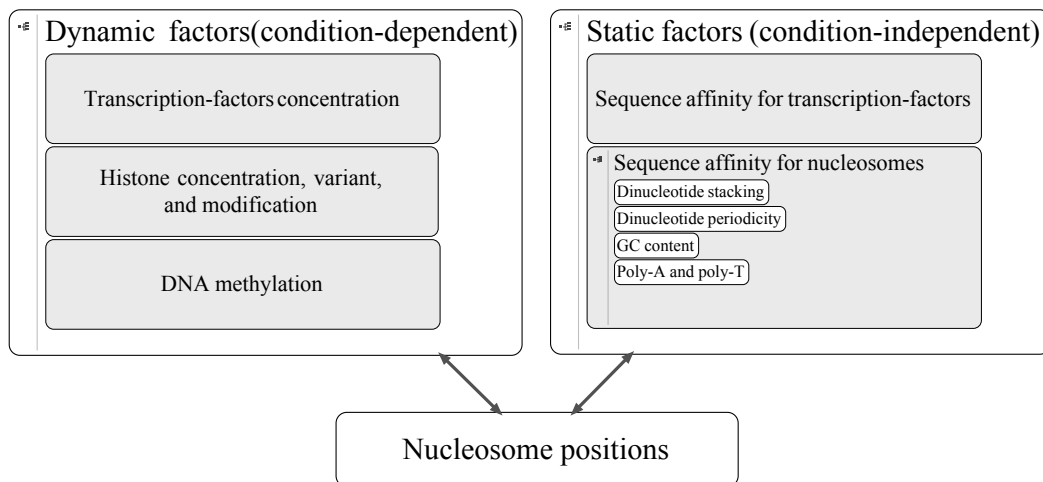 Dynamic factors(condition-dependent)
Transcription-factors concentration
Histone concentration, variant,
and modification
DNA methylation
Static factors (condition-independent)
Sequence affinity for transcription-factors
Sequence affinity for nucleosomes
Dinucleotide stacking
Dinucleotide periodicity
GC content
Poly-A and poly-T
Nucleosome positions